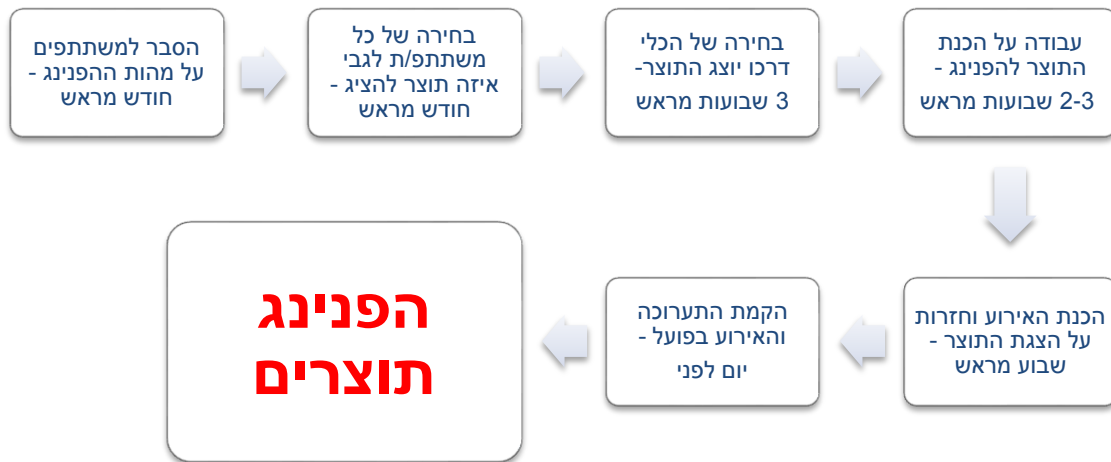 הסבר למשתתפים
על מהות ההפנינג -
חודש מראש
בחירה של כל
משתתפ/ת לגבי
איזה תוצר להציג -
חודש מראש
בחירה של הכלי
דרכו יוצג התוצר-
3 שבועות מראש
עבודה על הכנת
התוצר להפנינג -
2-3 שבועות מראש
הכנת האירוע וחזרות
על הצגת התוצר -
שבוע מראש
הקמת התערוכה
והאירוע בפועל -
יום לפני
הפנינג
תוצרים